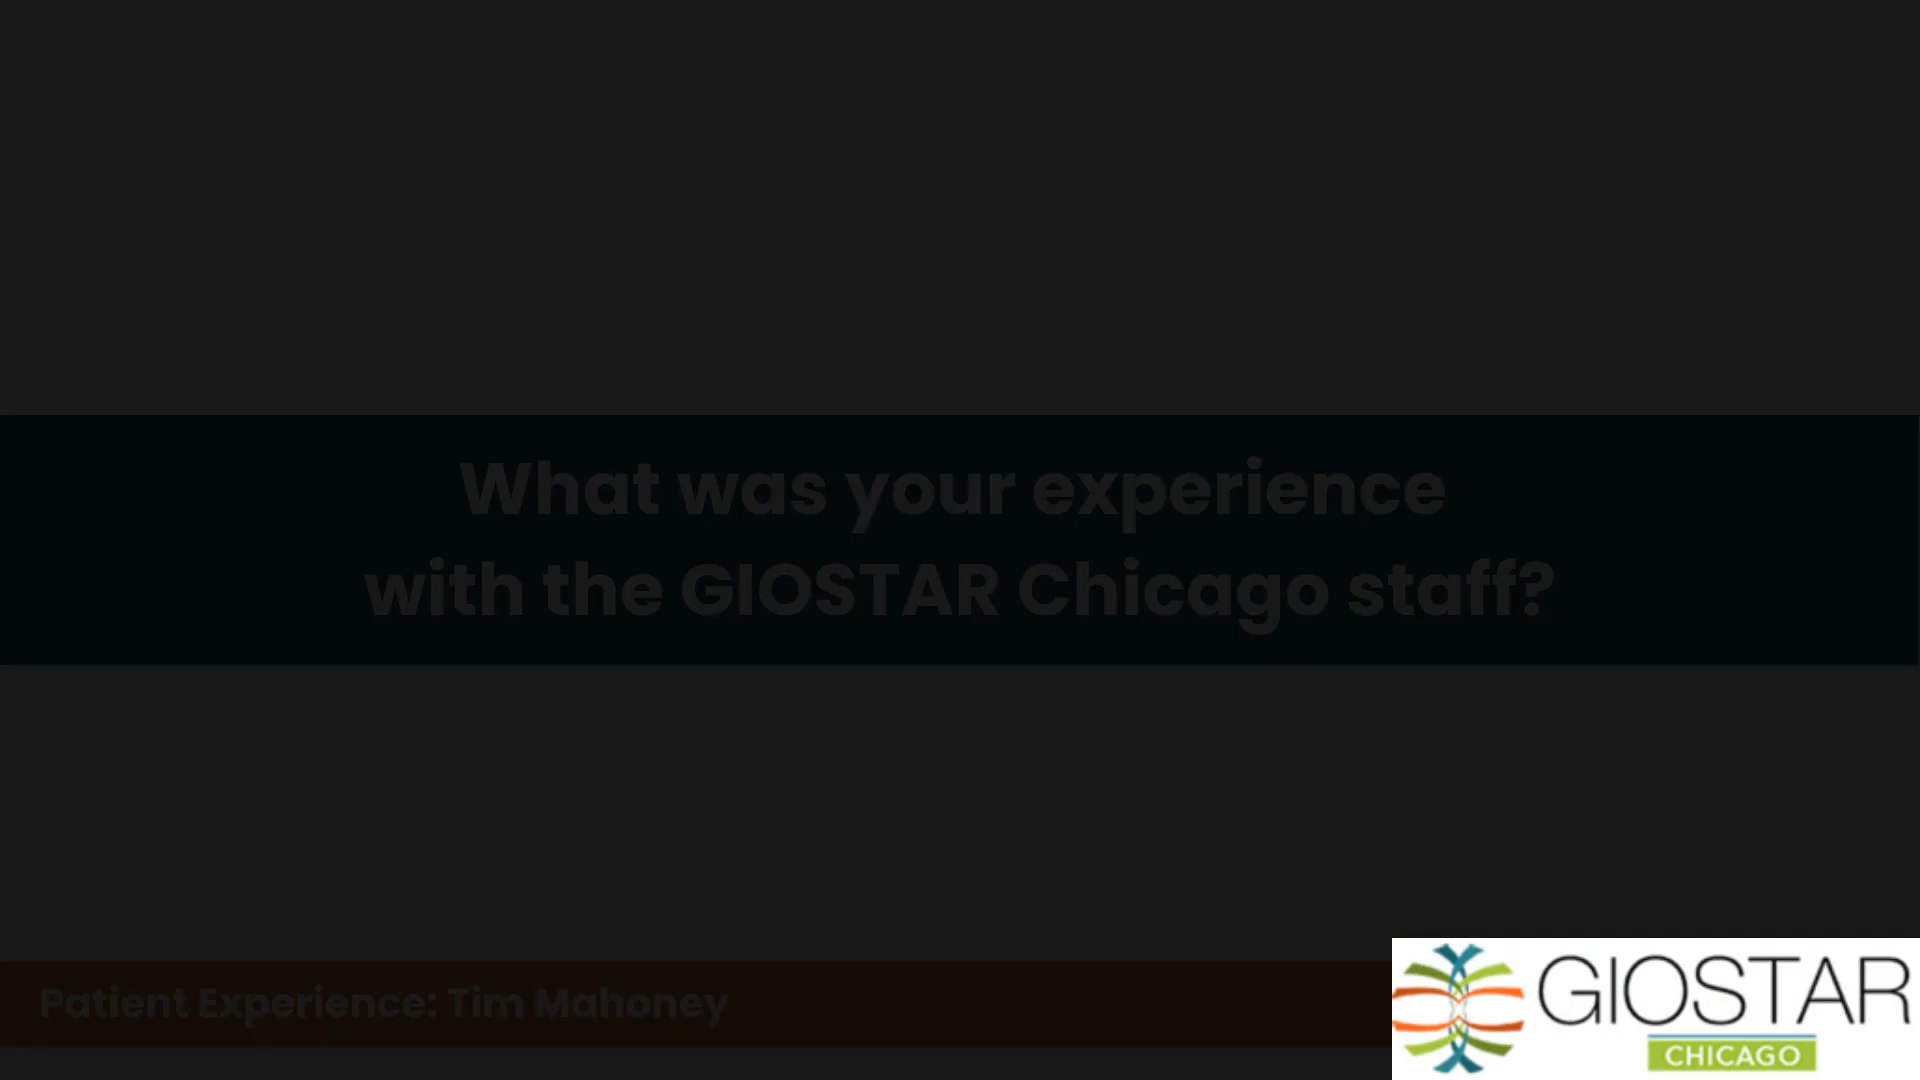 What was your experience
with the GIOSTAR Chicago staff?
Patient Experience: Tim Mahoney
GIOSTAR
CHICAGO